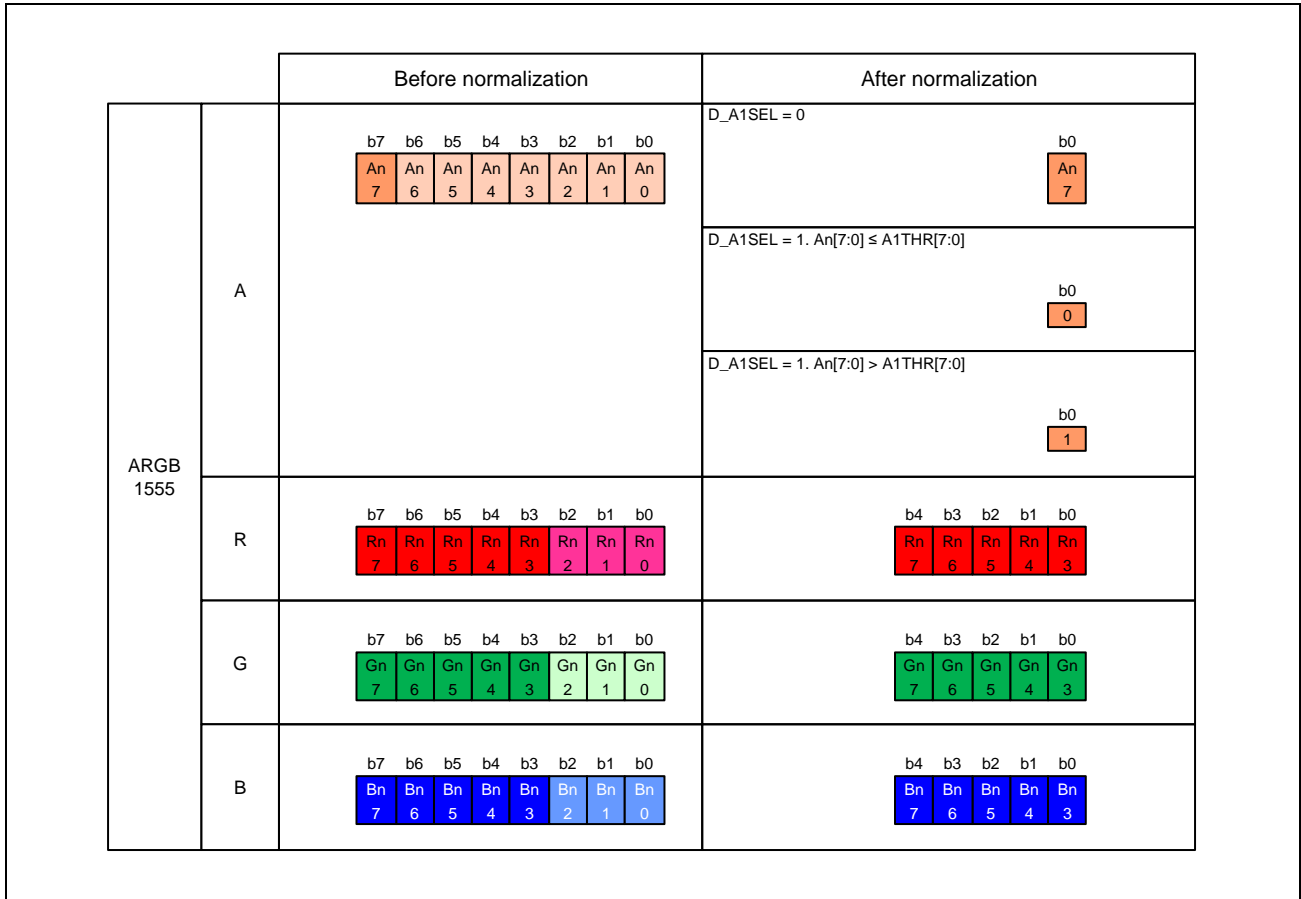 Before normalization After normalization
D_A1SEL = 0
b7 b6 b5 b4 b3 b2 b1 b0 b0
An An An An An An An An An
7 6 5 4 3 2 1 0 7
D_A1SEL = 1. An[7:0] ≤ A1THR[7:0]
A
b0
0
D_A1SEL = 1. An[7:0] > A1THR[7:0]
b0
1
ARGB
1555
b7 b6 b5 b4 b3 b2 b1 b0 b4 b3 b2 b1 b0
R
Rn Rn Rn Rn Rn Rn Rn Rn Rn Rn Rn Rn Rn
7 6 5 4 3 2 1 0 7 6 5 4 3
b7 b6 b5 b4 b3 b2 b1 b0 b4 b3 b2 b1 b0
G
Gn Gn Gn Gn Gn Gn Gn Gn Gn Gn Gn Gn Gn
7 6 5 4 3 2 1 0 7 6 5 4 3
b7 b6 b5 b4 b3 b2 b1 b0 b4 b3 b2 b1 b0
B
Bn Bn Bn Bn Bn Bn Bn Bn Bn Bn Bn Bn Bn
7 6 5 4 3 2 1 0 7 6 5 4 3